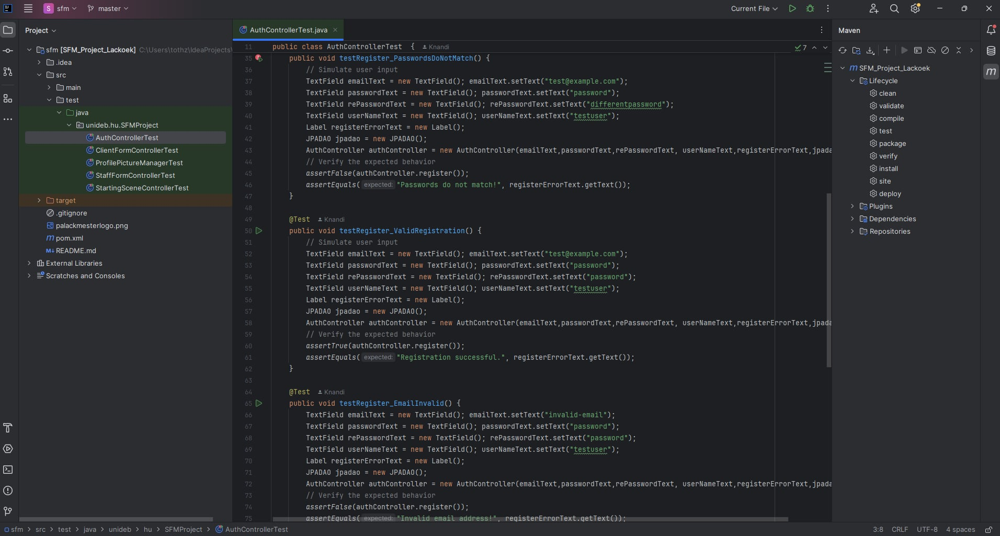 sfm
master
Current File
Project
AuthControllerTest.java
Maven
sfm [SFM_Project_Lackoek] C:\Users\tothz\IdeaProjects\
.idea
src
main
test
java
unideb.hu.SFMProject
AuthControllerTest
ClientFormControllerTest
ProfilePictureManagerTest
StaffFormControllerTest
StartingSceneControllerTest
target
.gitignore
palackmesterlogo.png
pom.xml
README.md
External Libraries
Scratches and Consoles
7
11 public class AuthControllerTest { Knandi
35 public void testRegister_PasswordsDoNotMatch() {
36 // Simulate user input
37 TextField emailText = new TextField(); emailText.setText("test@example.com");
38 TextField passwordText = new TextField(); passwordText.setText("password");
39 TextField rePasswordText = new TextField(); rePasswordText.setText("differentpassword");
40 TextField userNameText = new TextField(); userNameText.setText("testuser");
41 Label registerErrorText = new Label();
42 JPADAO jpadao = new JPADAO();
43 AuthController authController = new AuthController(emailText,passwordText,rePasswordText, userNameText,registerErrorText,jpada
44 // Verify the expected behavior
45 assertFalse(authController.register());
46 assertEquals( expected: "Passwords do not match!", registerErrorText.getText());
47 }
48
49 @Test Knandi
50 public void testRegister_ValidRegistration() {
51 // Simulate user input
52 TextField emailText = new TextField(); emailText.setText("test@example.com");
53 TextField passwordText = new TextField(); passwordText.setText("password");
54 TextField rePasswordText = new TextField(); rePasswordText.setText("password");
55 TextField userNameText = new TextField(); userNameText.setText("testuser");
56 Label registerErrorText = new Label();
57 JPADAO jpadao = new JPADAO();
58 AuthController authController = new AuthController(emailText,passwordText,rePasswordText, userNameText,registerErrorText,jpada
59 // Verify the expected behavior
60 assertTrue(authController.register());
61 assertEquals( expected: "Registration successful.", registerErrorText.getText());
62 }
63
64 @Test Knandi
65 public void testRegister_EmailInvalid() {
66 TextField emailText = new TextField(); emailText.setText("invalid-email");
67 TextField passwordText = new TextField(); passwordText.setText("password");
68 TextField rePasswordText = new TextField(); rePasswordText.setText("password");
69 TextField userNameText = new TextField(); userNameText.setText("testuser");
70 Label registerErrorText = new Label();
71 JPADAO jpadao = new JPADAO();
72 AuthController authController = new AuthController(emailText,passwordText,rePasswordText, userNameText,registerErrorText,jpada
73 // Verify the expected behavior
74 assertFalse(authController.register());
75 assertEquals( expected: "Invalid email address!", registerErrorText.getText());
SFM_Project_Lackoek
Lifecycle
clean
validate
compile
test
package
verify
install
site
deploy
Plugins
Dependencies
Repositories
sfm > src > test > java > unideb > hu > SFMProject > AuthControllerTest
3:8 CRLF UTF-8 4 spaces